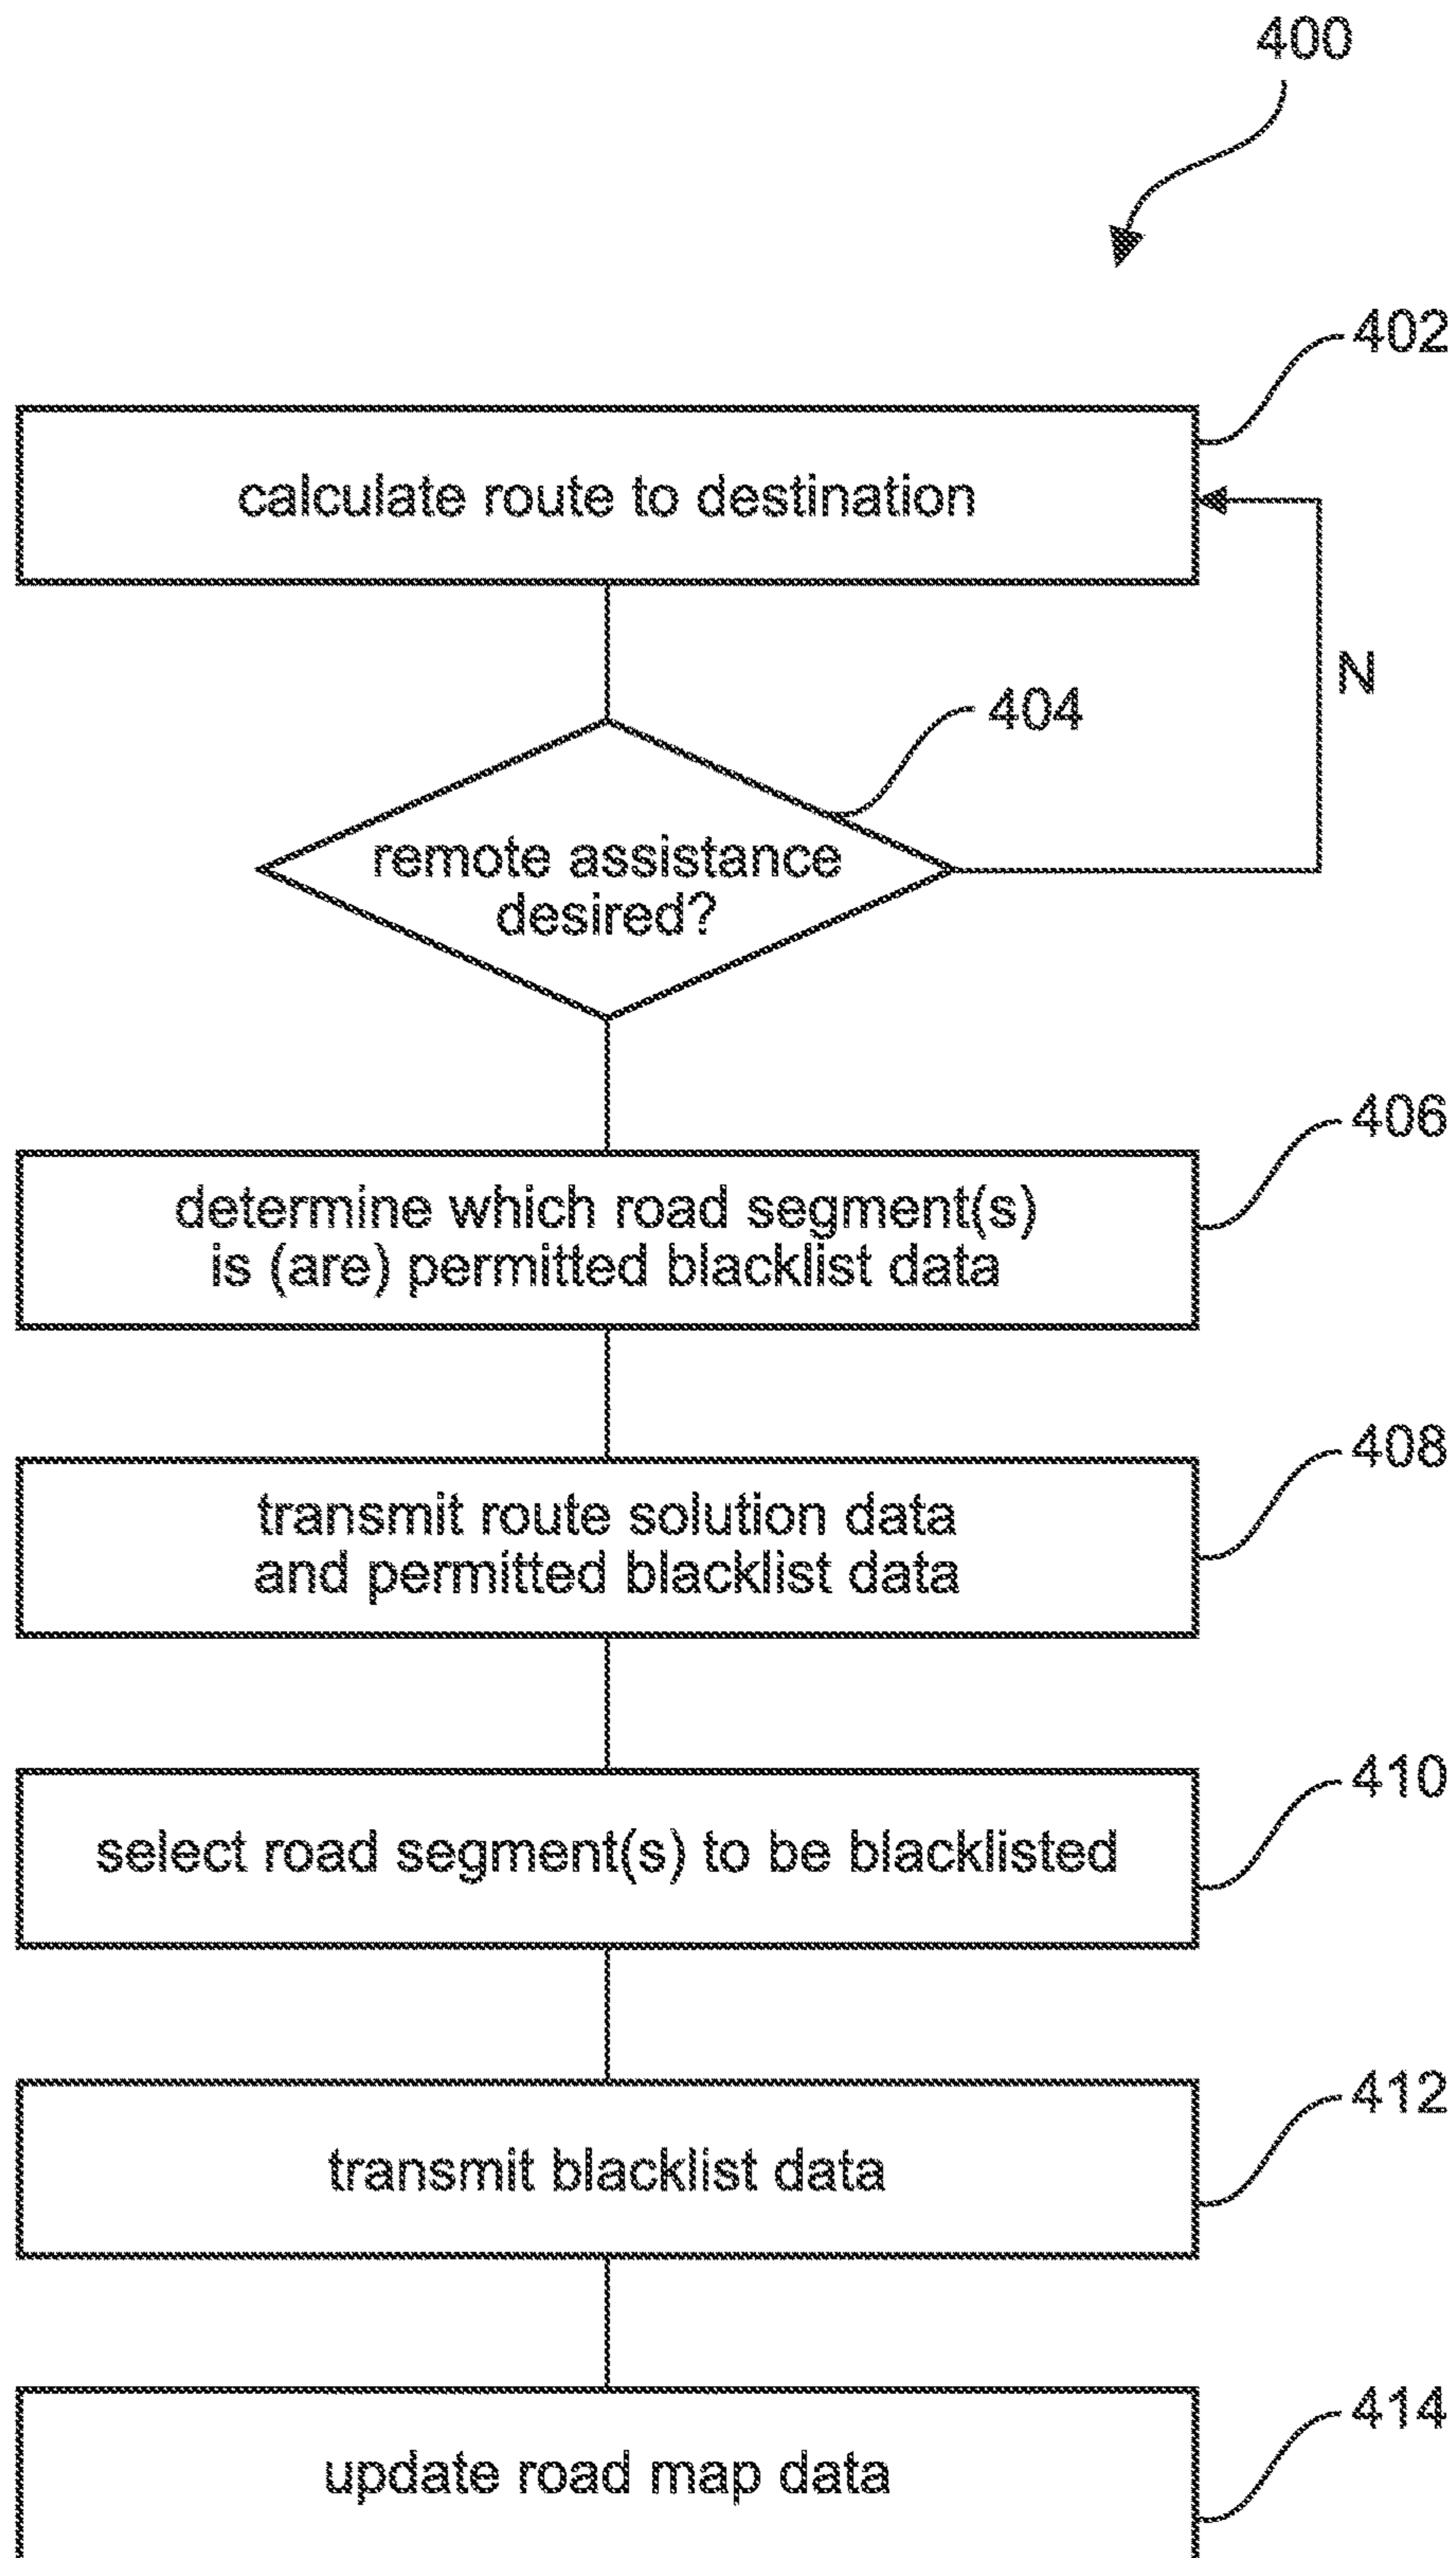 400
402
calculate route to destination
N
404
remote assistance
desired?
406
determine which road segment(s)
is (are) permitted blacklist data
408
transmit route solution data
and permitted blacklist data
410
select road segment(s) to be blacklisted
412
transmit blacklist data
414
update road map data